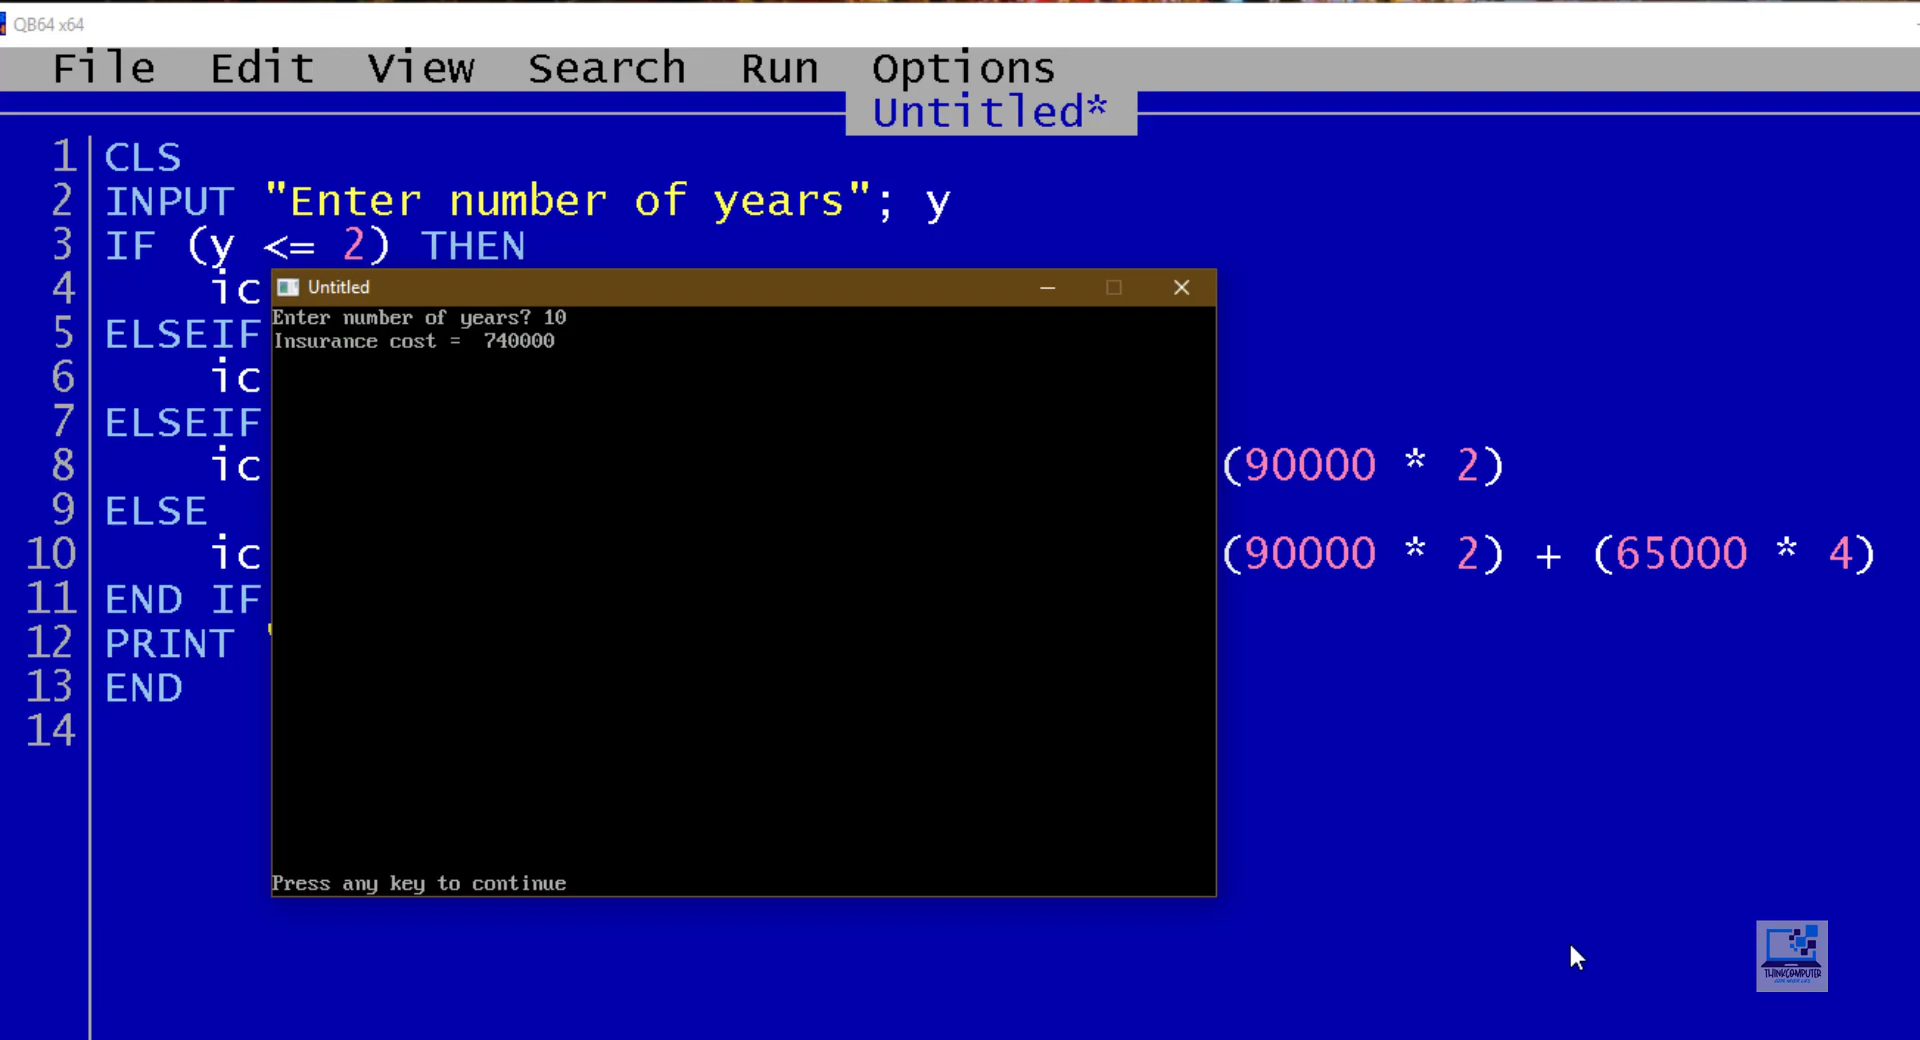 QB64 x64
File Edit View Search Run Options
Untitled*
1 CLS
2 INPUT "Enter number of years"; y
3 IF (y <= 2) THEN
4 ic
5 ELSEIF
6 ic
7 ELSEIF
8 ic (90000 * 2)
9 ELSE
10 ic (90000 * 2) + (65000 * 4)
11 END IF
12 PRINT "
13 END
14
Untitled
Enter number of years? 10
Insurance cost = 740000
Press any key to continue
THINKCOMPUTER